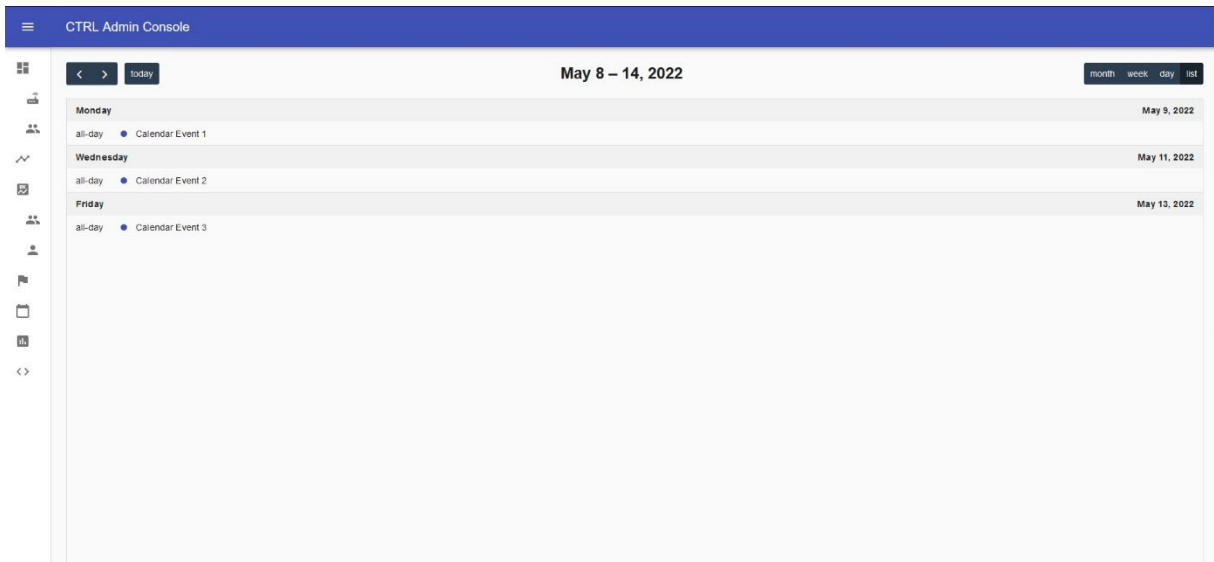 CTRL Admin Console
today
May 8 – 14, 2022
month week day list
Monday May 9, 2022
all-day Calendar Event 1
Wednesday May 11, 2022
all-day Calendar Event 2
Friday May 13, 2022
all-day Calendar Event 3